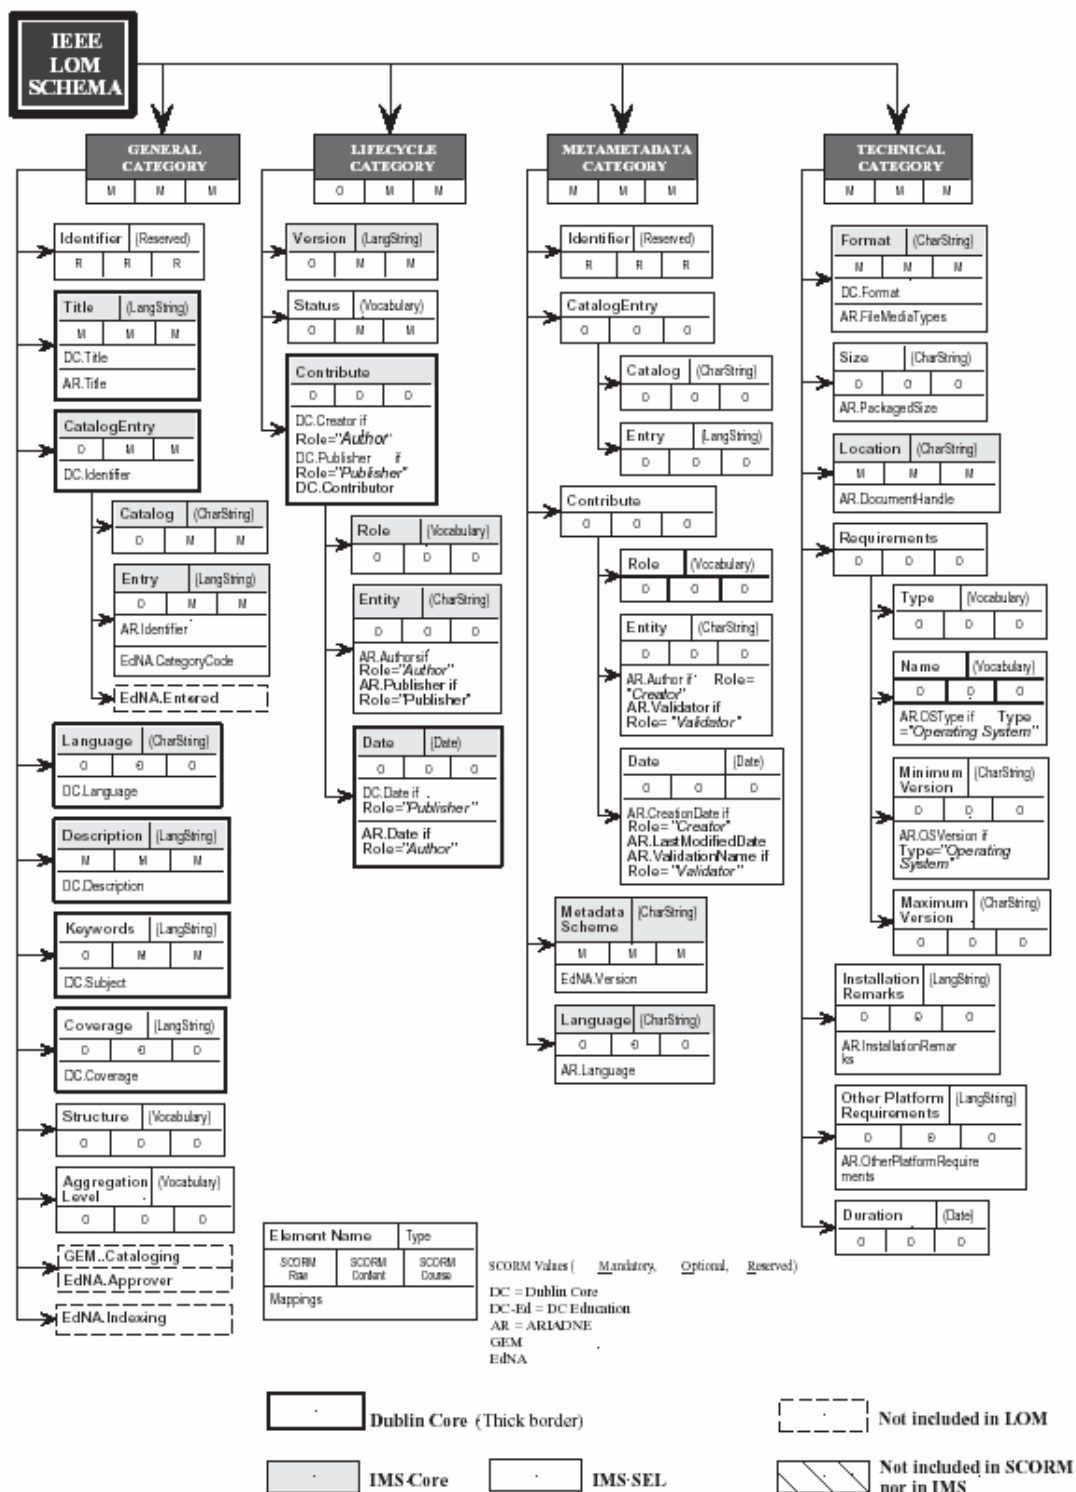 IEEE
LOM
SCHEMA
GENERAL
CATEGORY
M M M
Identifier (Reserved)
R R R
Title (LangString)
M M M
DC.Title
AR.Title
CatalogEntry
O M M
DC.Identifier
Catalog (CharString)
O M M
Entry (LangString)
O M M
AR.Identifier
EdNA.CategoryCode
EdNA.Entered
Language (CharString)
O O O
DC.Language
Description (LangString)
M M M
DC.Description
Keywords (LangString)
O M M
DC.Subject
Coverage (LangString)
O O O
DC.Coverage
Structure (Vocabulary)
O O O
Aggregation
Level (Vocabulary)
O O O
GEM..Cataloging
EdNA.Approver
EdNA.Indexing
LIFECYCLE
CATEGORY
O M M
Version (LangString)
O M M
Status (Vocabulary)
O M M
Contribute
O O O
DC.Creator if
Role="Author"
DC.Publisher if
Role="Publisher"
DC.Contributor
Role (Vocabulary)
O O O
Entity (CharString)
O O O
AR.Authorsif
Role="Author"
AR.Publisher if
Role="Publisher"
Date (Date)
O O O
DC.Date if
Role="Publisher"
AR.Date if
Role="Author"
METAMETADATA
CATEGORY
M M M
Identifier (Reserved)
R R R
CatalogEntry
O O O
Catalog (CharString)
O O O
Entry (LangString)
O O O
Contribute
O O O
Role (Vocabulary)
O O O
Entity (CharString)
O O O
AR.Author if Role=
"Creator"
AR.Validator if
Role= "Validator"
Date (Date)
O O O
AR.CreationDate if
Role= "Creator"
AR.LastModifiedDate
AR.ValidationName if
Role= "Validator"
Metadata
Scheme (CharString)
M M M
EdNA.Version
Language (CharString)
O O O
AR.Language
TECHNICAL
CATEGORY
M M M
Format (CharString)
M M M
DC.Format
AR.FileMediaTypes
Size (CharString)
O O O
AR.PackagedSize
Location (CharString)
M M M
AR.DocumentHandle
Requirements
O O O
Type (Vocabulary)
O O O
Name (Vocabulary)
O O O
AR.OSType if Type
="Operating System"
Minimum
Version (CharString)
O O O
AR.OSVersion if
Type="Operating
System"
Maximum
Version (CharString)
O O O
Installation
Remarks (LangString)
O O O
AR.InstallationRemar
ks
Other Platform
Requirements (LangString)
O O O
AR.OtherPlatformRequire
ments
Duration (Date)
O O O
Element Name Type
SCORM
Raw SCORM
Content SCORM
Course
Mappings
SCORM Values ( Mandatory, Optional, Reserved)
DC = Dublin Core
DC-Ed = DC Education
AR = ARIADNE
GEM
EdNA
Dublin Core (Thick border)
Not included in LOM
IMS-Core
IMS-SEL
Not included in SCORM
nor in IMS